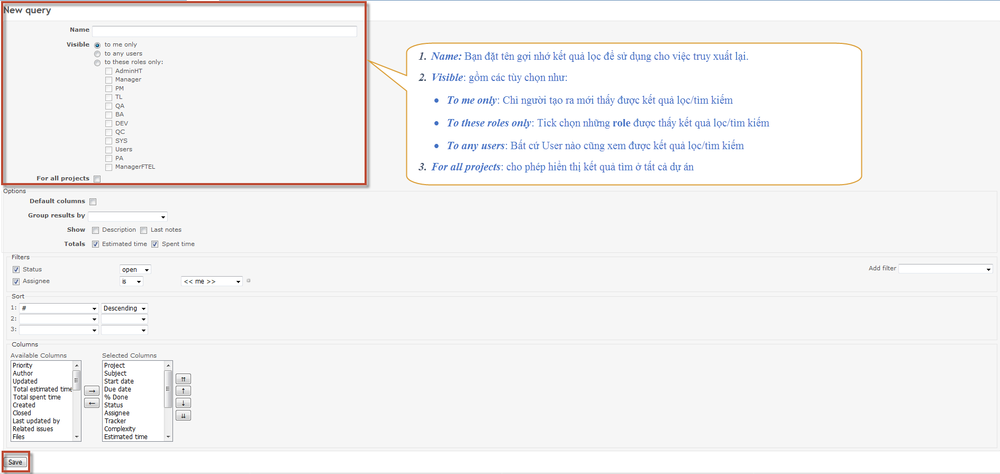 New query
Name
Visible to me only
to any users
to these roles only:
AdminHT
Manager
PM
TL
QA
BA
DEV
QC
SYS
Users
PA
ManagerFTEL
For all projects
1. Name: Bạn đặt tên gợi nhớ kết quả lọc để sử dụng cho việc truy xuất lại.
2. Visible: gồm các tùy chọn như:
• To me only: Chỉ người tạo ra mới thấy được kết quả lọc/tìm kiếm
• To these roles only: Tick chọn những role được thấy kết quả lọc/tìm kiếm
• To any users: Bất cứ User nào cũng xem được kết quả lọc/tìm kiếm
3. For all projects: cho phép hiển thị kết quả tìm ở tất cả dự án
Options
Default columns
Group results by
Show Description Last notes
Totals Estimated time Spent time
Filters
Status open Add filter
Assignee is << me >>
Sort
1: # Descending
2:
3:
Columns
Available Columns
Priority
Author
Updated
Total estimated time
Total spent time
Created
Closed
Last updated by
Related issues
Files
→
←
Selected Columns
Project
Subject
Start date
Due date
% Done
Status
Assignee
Tracker
Complexity
Estimated time
⇈
↑
↓
⇊
Save